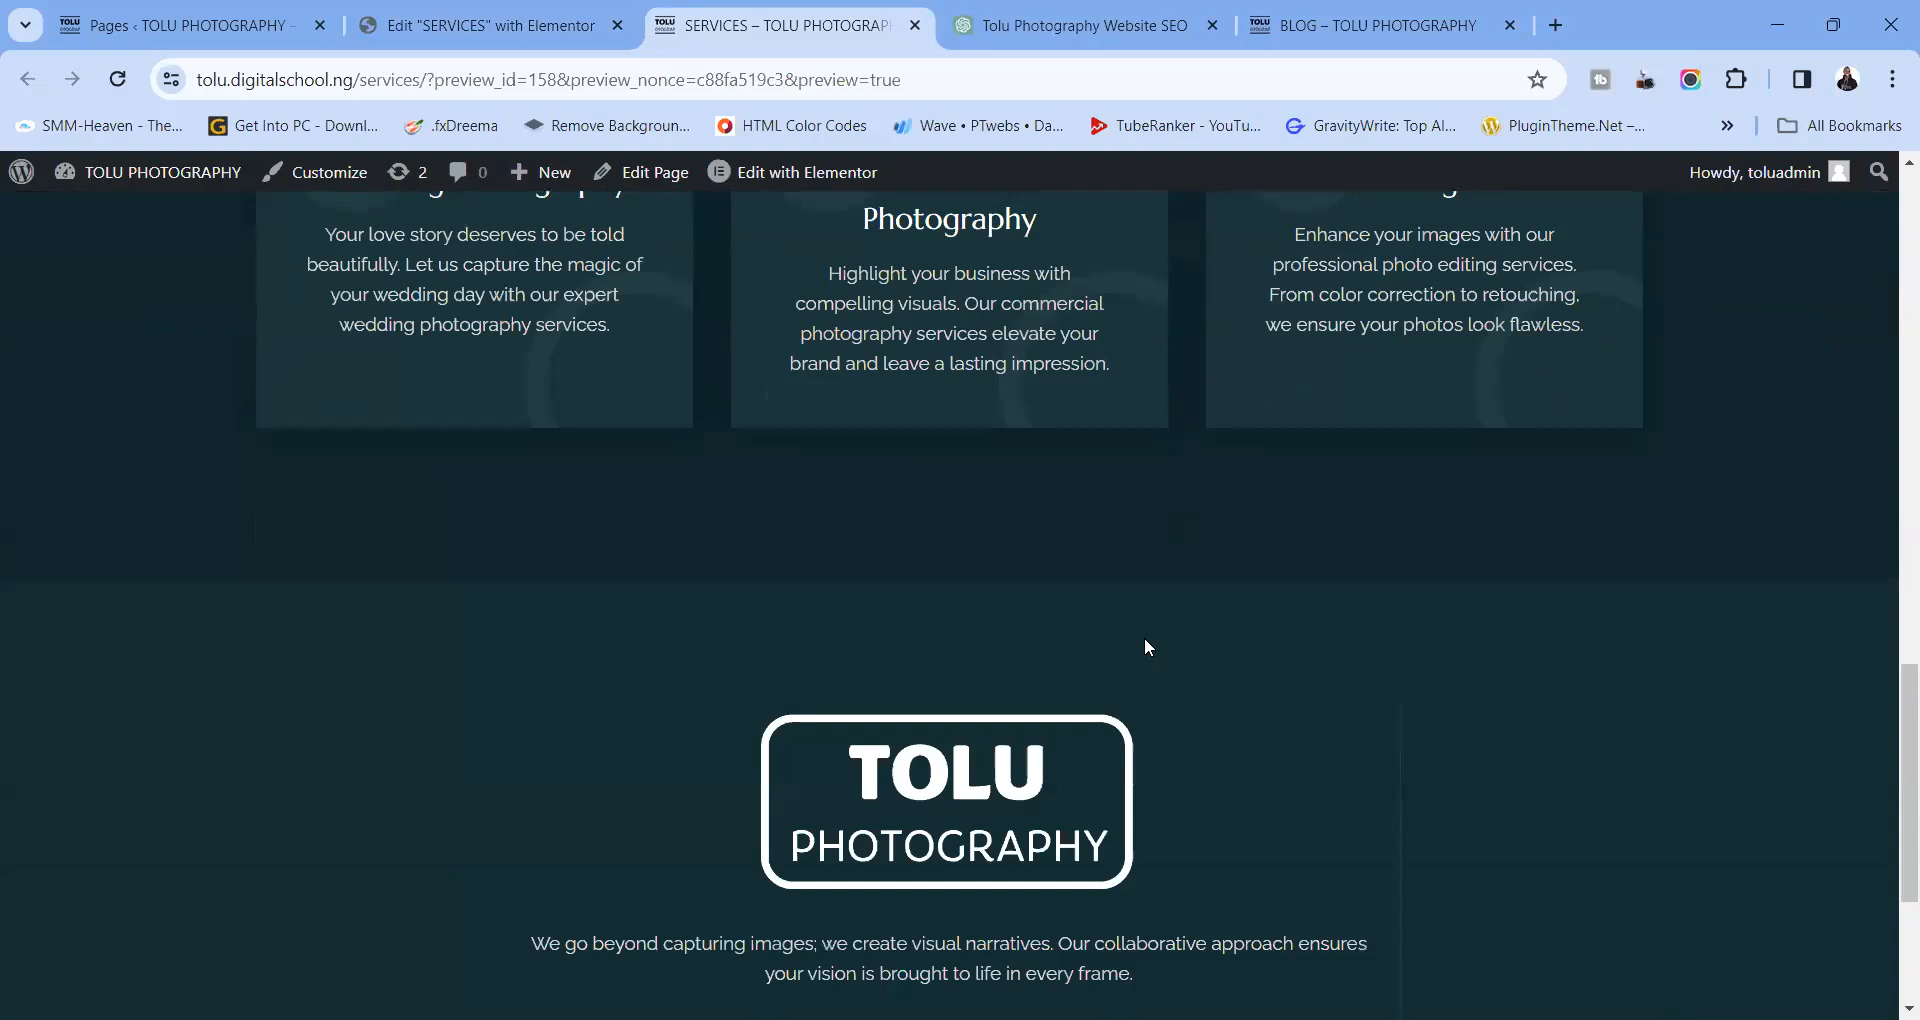 Pages ‹ TOLU PHOTOGRAPHY –
Edit "SERVICES" with Elementor
SERVICES – TOLU PHOTOGRAP
Tolu Photography Website SEO
BLOG – TOLU PHOTOGRAPHY
tolu.digitalschool.ng/services/?preview_id=158&preview_nonce=c88fa519c3&preview=true
SMM-Heaven - The...
Get Into PC - Downl...
.fxDreema
Remove Backgroun...
HTML Color Codes
Wave • PTwebs • Da...
TubeRanker - YouTu...
GravityWrite: Top Al...
PluginTheme.Net –...
All Bookmarks
TOLU PHOTOGRAPHY
Customize
2
0
New
Edit Page
Edit with Elementor
Howdy, toluadmin
Your love story deserves to be told
beautifully. Let us capture the magic of
your wedding day with our expert
wedding photography services.
Photography
Highlight your business with
compelling visuals. Our commercial
photography services elevate your
brand and leave a lasting impression.
Enhance your images with our
professional photo editing services.
From color correction to retouching,
we ensure your photos look flawless.
TOLU
PHOTOGRAPHY
We go beyond capturing images; we create visual narratives. Our collaborative approach ensures
your vision is brought to life in every frame.